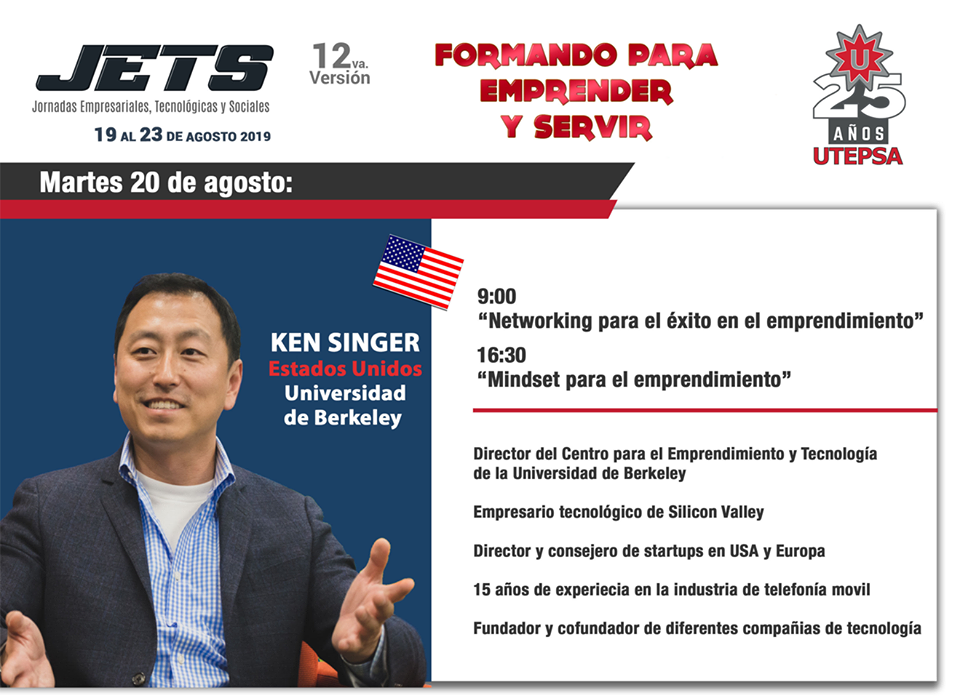 JETS
Jornadas Empresariales, Tecnológicas y Sociales
19 AL 23 DE AGOSTO 2019
12va.
Versión
FORMANDO PARA
EMPRENDER
Y SERVIR
U
25
AÑOS
UTEPSA
Martes 20 de agosto:
KEN SINGER
Estados Unidos
Universidad
de Berkeley
9:00
“Networking para el éxito en el emprendimiento”
16:30
“Mindset para el emprendimiento”
Director del Centro para el Emprendimiento y Tecnología
de la Universidad de Berkeley
Empresario tecnológico de Silicon Valley
Director y consejero de startups en USA y Europa
15 años de experiecia en la industria de telefonía movil
Fundador y cofundador de diferentes compañias de tecnología